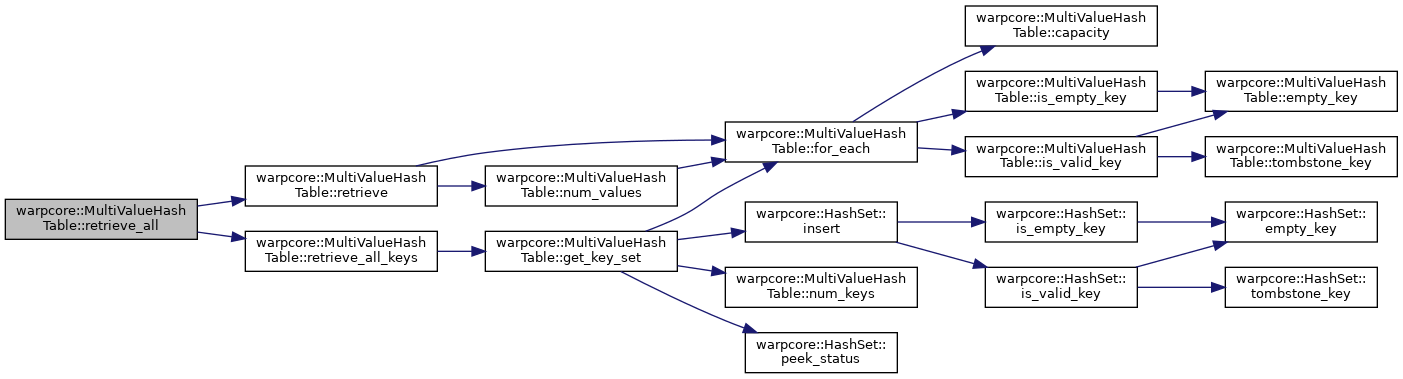 warpcore::MultiValueHash
Table::retrieve_all
warpcore::MultiValueHash
Table::retrieve
warpcore::MultiValueHash
Table::retrieve_all_keys
warpcore::MultiValueHash
Table::num_values
warpcore::MultiValueHash
Table::get_key_set
warpcore::MultiValueHash
Table::for_each
warpcore::HashSet::
insert
warpcore::MultiValueHash
Table::num_keys
warpcore::HashSet::
peek_status
warpcore::MultiValueHash
Table::capacity
warpcore::MultiValueHash
Table::is_empty_key
warpcore::MultiValueHash
Table::is_valid_key
warpcore::HashSet::
is_empty_key
warpcore::HashSet::
is_valid_key
warpcore::MultiValueHash
Table::empty_key
warpcore::MultiValueHash
Table::tombstone_key
warpcore::HashSet::
empty_key
warpcore::HashSet::
tombstone_key